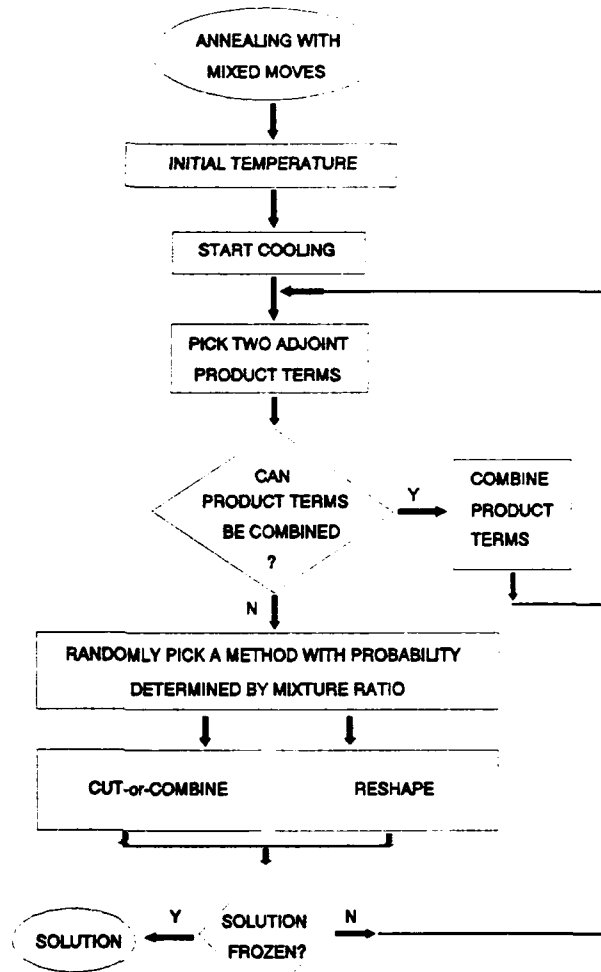 ANNEALING WITH
MIXED MOVES
INITIAL TEMPERATURE
START COOLING
PICK TWO ADJOINT
PRODUCT TERMS
CAN
PRODUCT TERMS
BE COMBINED
?
Y
COMBINE
PRODUCT
TERMS
N
RANDOMLY PICK A METHOD WITH PROBABILITY
DETERMINED BY MIXTURE RATIO
CUT-or-COMBINE
RESHAPE
SOLUTION
FROZEN?
Y
N
SOLUTION